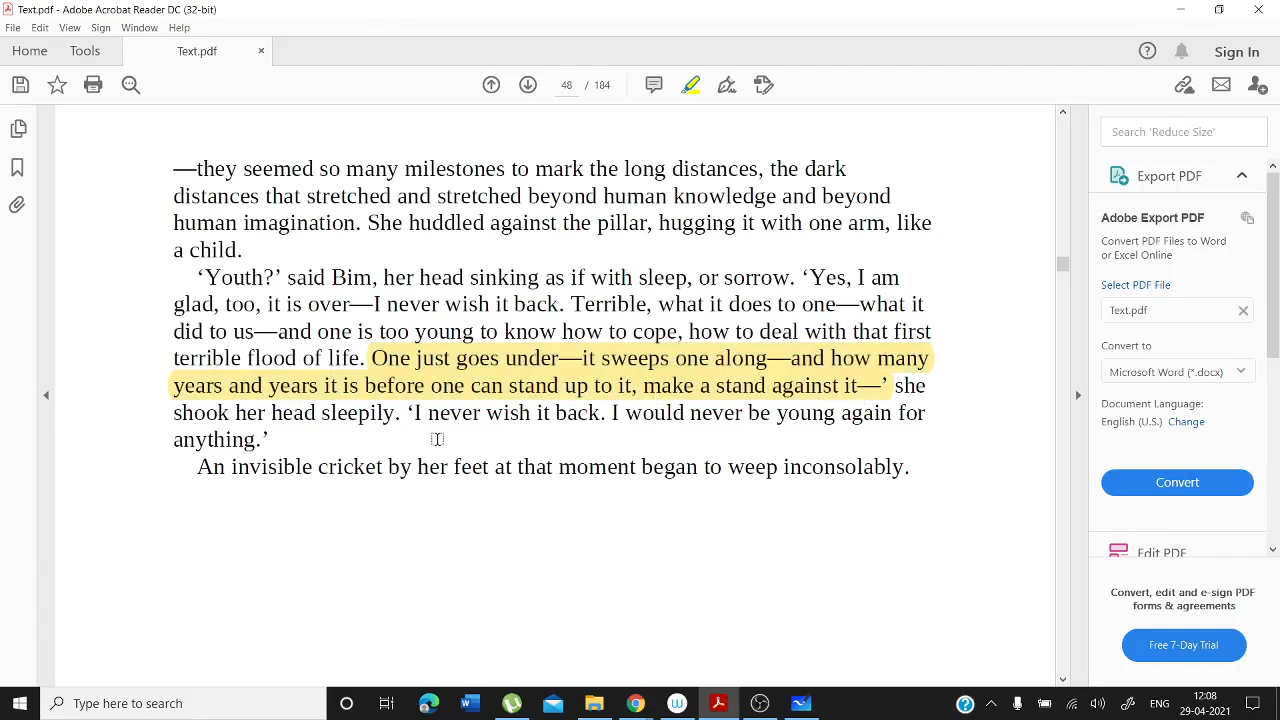 Text.pdf - Adobe Acrobat Reader DC (32-bit)
File Edit View Sign Window Help
Home Tools Text.pdf × Sign In
48 / 184
—they seemed so many milestones to mark the long distances, the dark
distances that stretched and stretched beyond human knowledge and beyond
human imagination. She huddled against the pillar, hugging it with one arm, like
a child.
‘Youth?’ said Bim, her head sinking as if with sleep, or sorrow. ‘Yes, I am
glad, too, it is over—I never wish it back. Terrible, what it does to one—what it
did to us—and one is too young to know how to cope, how to deal with that first
terrible flood of life. One just goes under—it sweeps one along—and how many
years and years it is before one can stand up to it, make a stand against it—’ she
shook her head sleepily. ‘I never wish it back. I would never be young again for
anything.’
An invisible cricket by her feet at that moment began to weep inconsolably.
Search 'Reduce Size'
Export PDF
Adobe Export PDF
Convert PDF Files to Word
or Excel Online
Select PDF File
Text.pdf
Convert to
Microsoft Word (*.docx)
Document Language:
English (U.S.) Change
Convert
Edit PDF
Convert, edit and e-sign PDF
forms & agreements
Free 7-Day Trial
Type here to search
ENG
12:08
29-04-2021